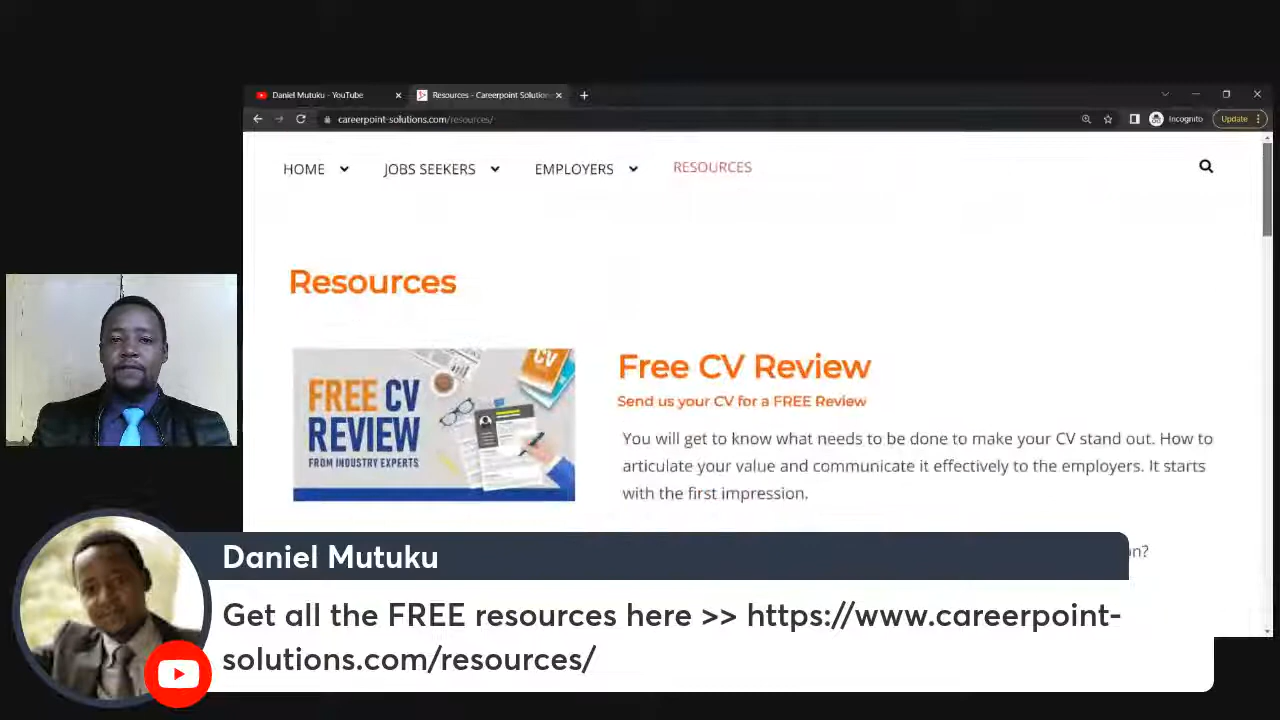 Daniel Mutuku - YouTube
Resources - Careerpoint Solution
careerpoint-solutions.com/resources/
Incognito
Update
HOME
JOBS SEEKERS
EMPLOYERS
RESOURCES
Resources
FREE CV
REVIEW
FROM INDUSTRY EXPERTS
CV
Free CV Review
Send us your CV for a FREE Review
You will get to know what needs to be done to make your CV stand out. How to
articulate your value and communicate it effectively to the employers. It starts
with the first impression.
Daniel Mutuku
Get all the FREE resources here >> https://www.careerpoint-
solutions.com/resources/